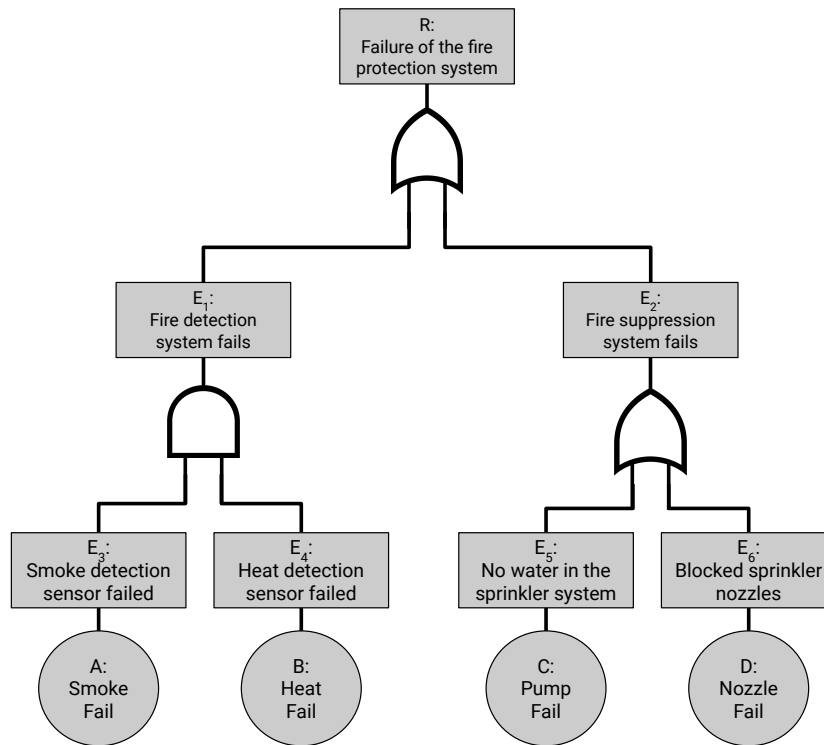 R:
Failure of the fire
protection system
E₁:
Fire detection
system fails
E₂:
Fire suppression
system fails
E₃:
Smoke detection
sensor failed
E₄:
Heat detection
sensor failed
E₅:
No water in the
sprinkler system
E₆:
Blocked sprinkler
nozzles
A:
Smoke
Fail
B:
Heat
Fail
C:
Pump
Fail
D:
Nozzle
Fail